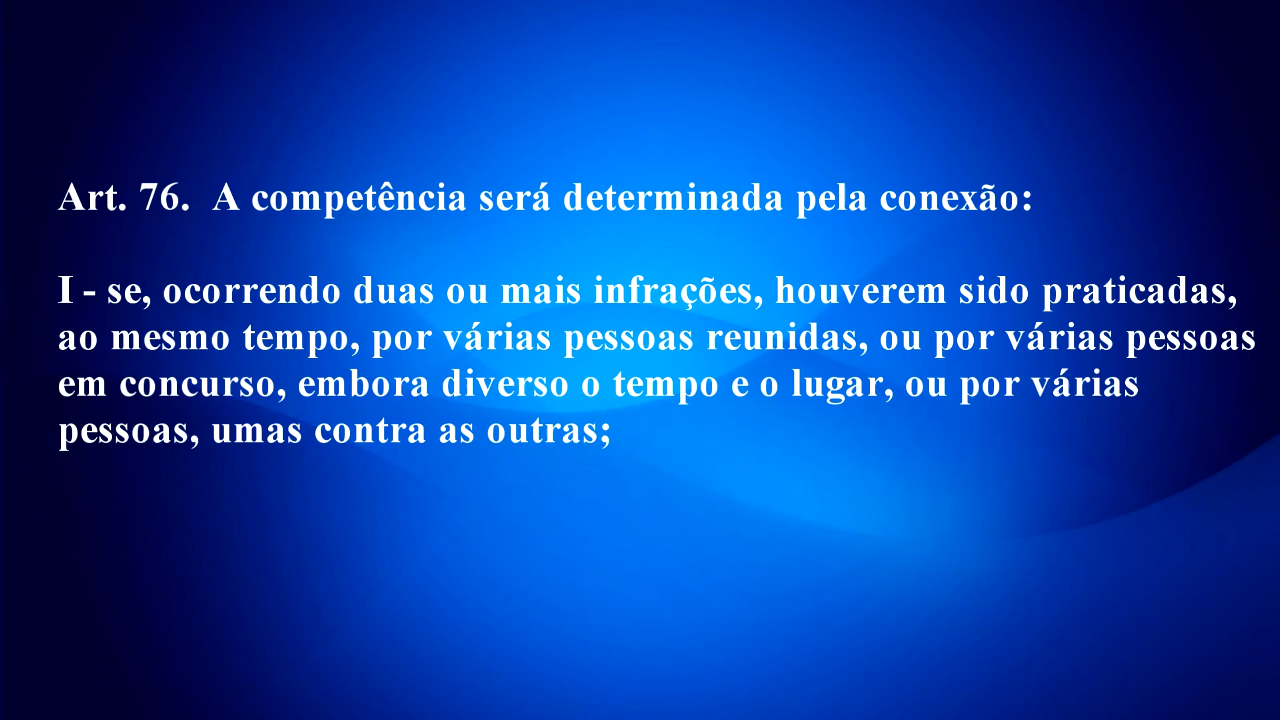 Art. 76.  A competência será determinada pela conexão:
I - se, ocorrendo duas ou mais infrações, houverem sido praticadas,
ao mesmo tempo, por várias pessoas reunidas, ou por várias pessoas
em concurso, embora diverso o tempo e o lugar, ou por várias
pessoas, umas contra as outras;